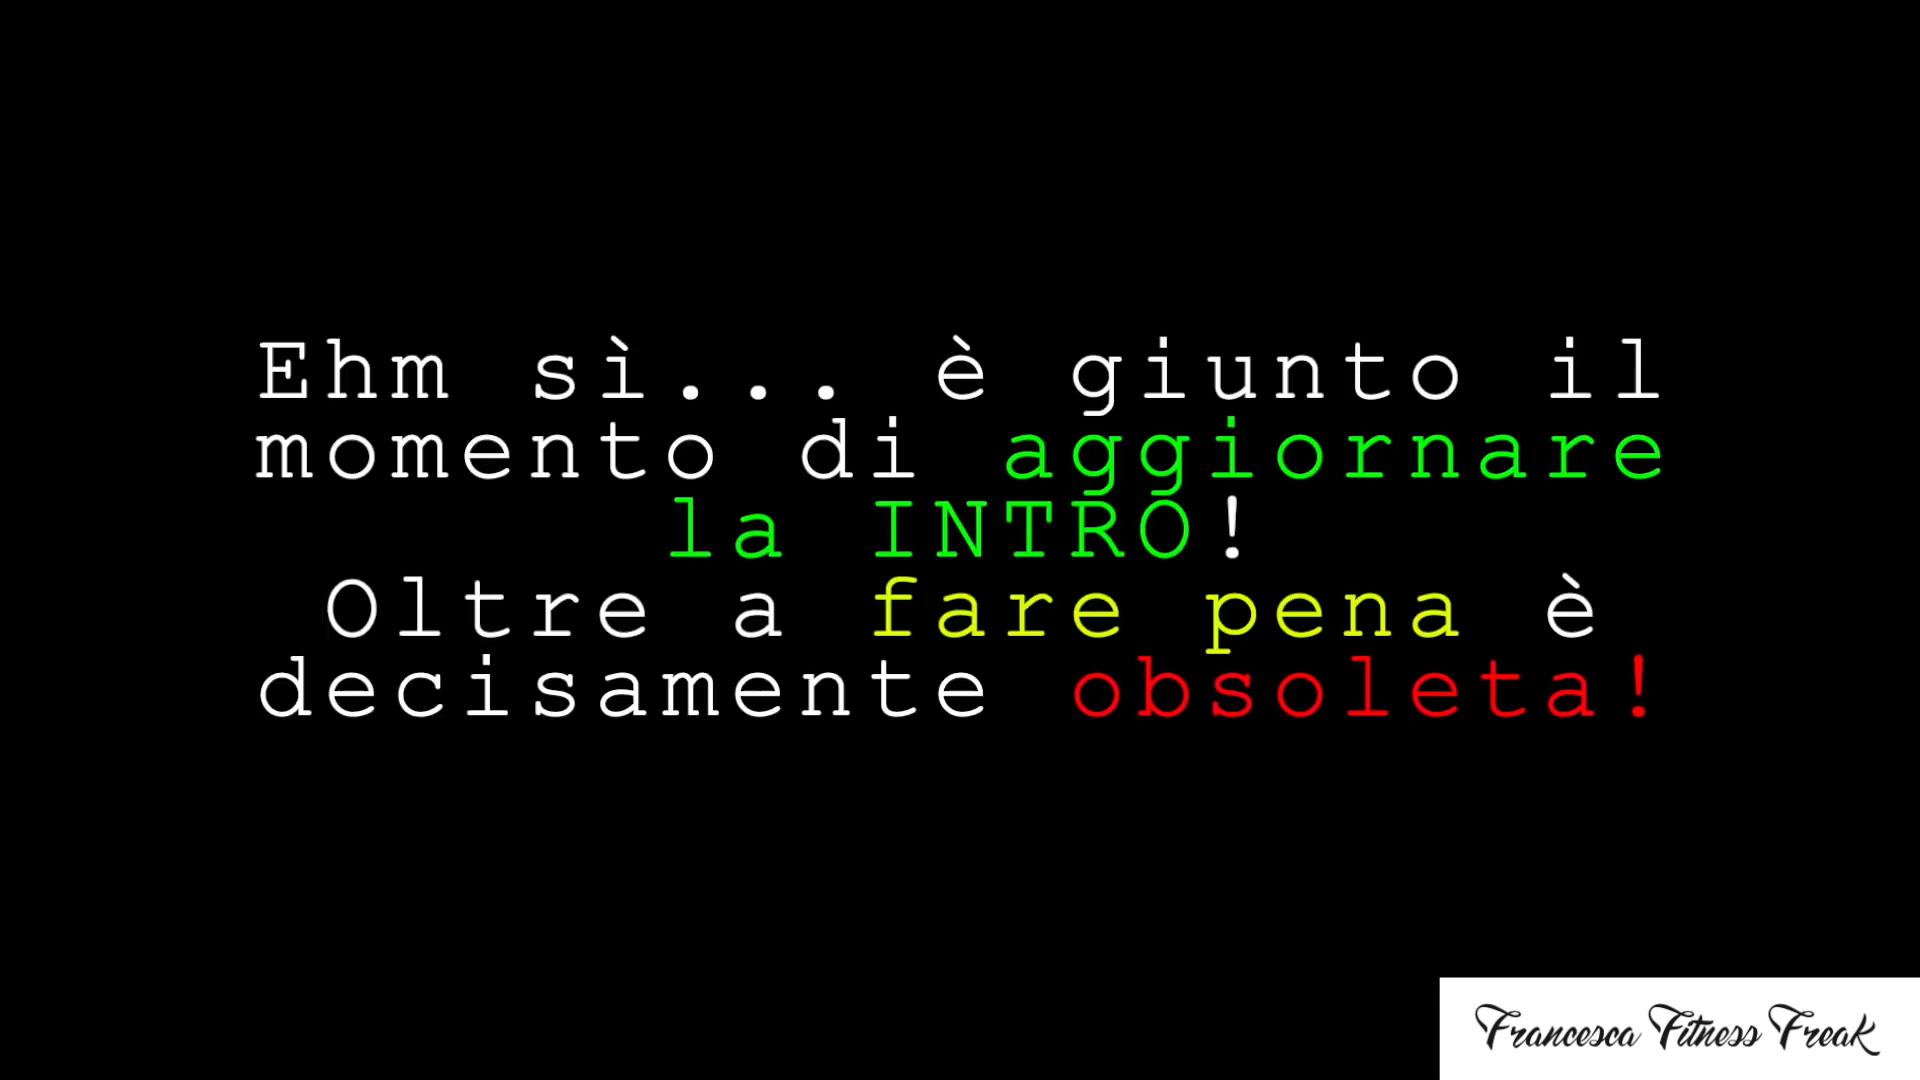 Ehm sì... è giunto il
momento di aggiornare
la INTRO!
Oltre a fare pena è
decisamente obsoleta!
Francesca Fitness Freak